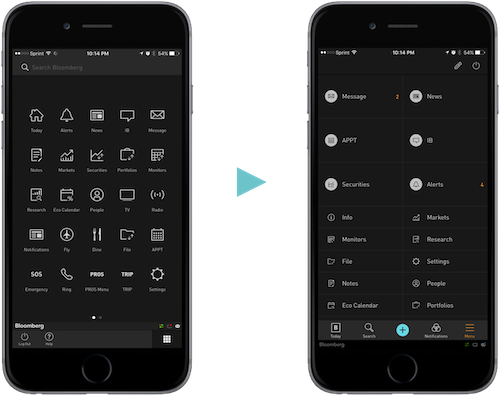 Sprint 10:14 PM 54%
Search Bloomberg
Today Alerts News IB Message
Notes Markets Securities Portfolios Monitors
Research Eco Calendar People TV Radio
Notifications Fly Dine File APPT
SOS PROS TRIP
Emergency Ring PROS Menu TRIP Settings
Bloomberg
Log Out Help
Sprint 10:14 PM 54%
Message 2 News
APPT IB
Securities Alerts 4
Info Markets
Monitors Research
File Settings
Notes People
Eco Calendar Portfolios
B
Today Search Notifications Menu
Bloomberg